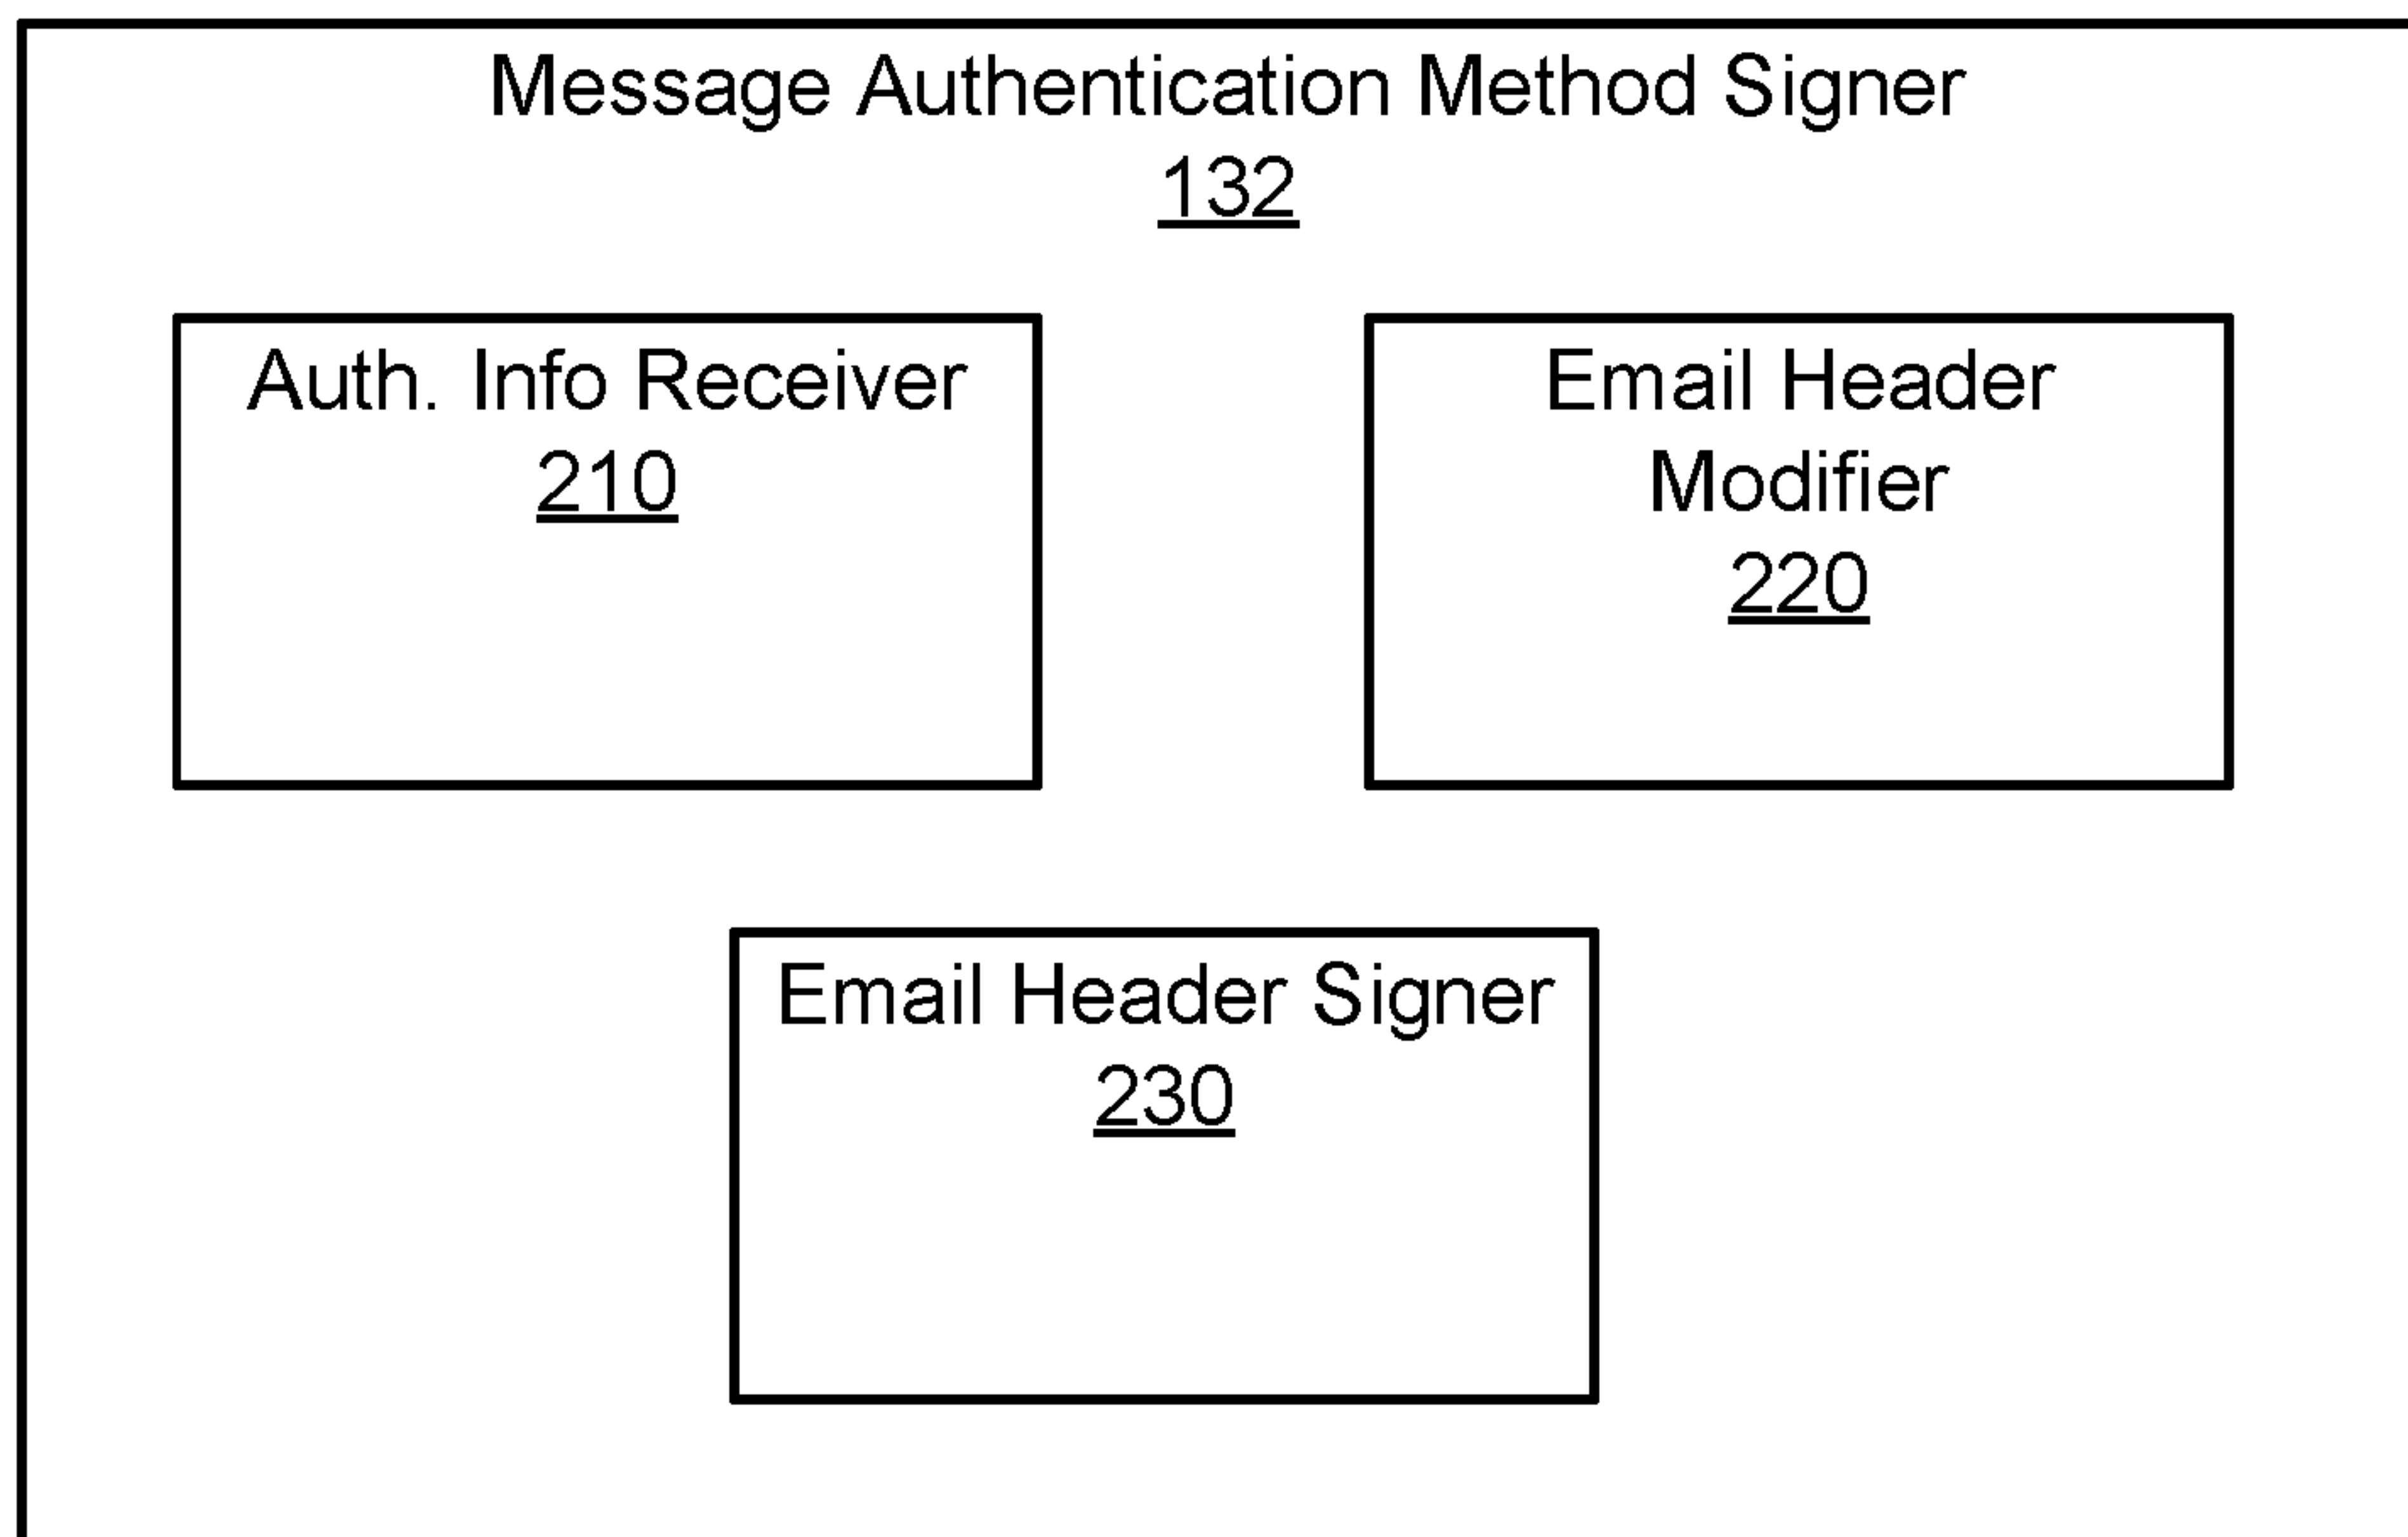 Message Authentication Method Signer
132
Auth. Info Receiver
210
Email Header
Modifier
220
Email Header Signer
230